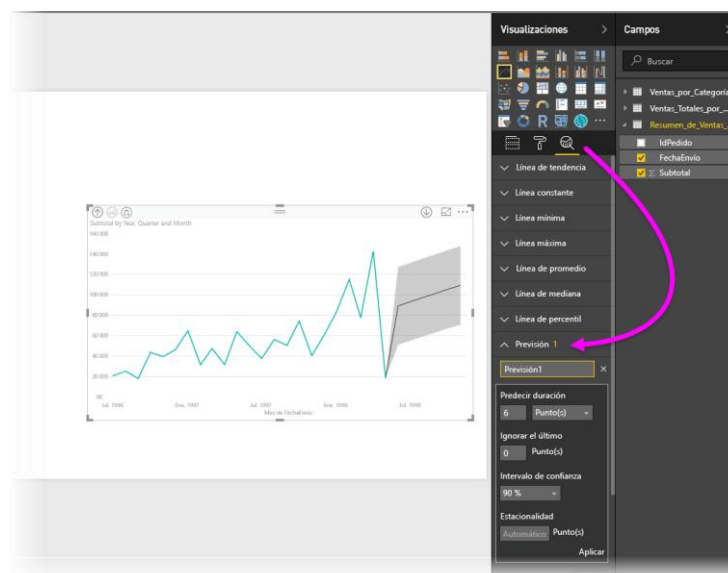 Visualizaciones
Campos
Buscar
Ventas_por_Categoría
Ventas_Totales_por_...
Resumen_de_Ventas_
IdPedido
FechaEnvío
Subtotal
Línea de tendencia
Línea constante
Línea mínima
Línea máxima
Línea de promedio
Línea de mediana
Línea de percentil
Previsión 1
Previsión1
Predecir duración
6 Punto(s)
Ignorar el último
0 Punto(s)
Intervalo de confianza
90 %
Estacionalidad
Automático Punto(s)
Aplicar
Subtotal by Year, Quarter and Month
160.000
140.000
120.000
100.000
80.000
60.000
40.000
20.000
0K
Jul. 1996 Ene. 1997 Jul. 1997 Ene. 1998 Jul. 1998
Mes de FechaEnvío